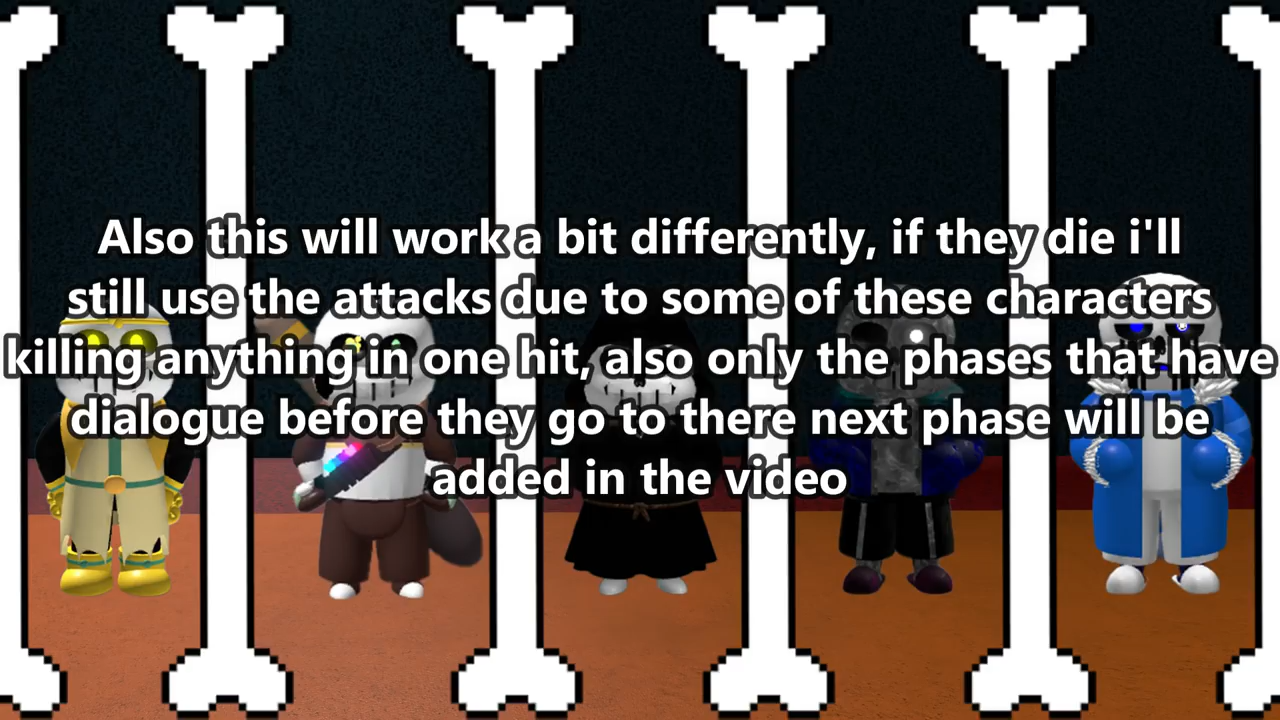 Also this will work a bit differently, if they die i'll
still use the attacks due to some of these characters
killing anything in one hit, also only the phases that have
dialogue before they go to there next phase will be
added in the video